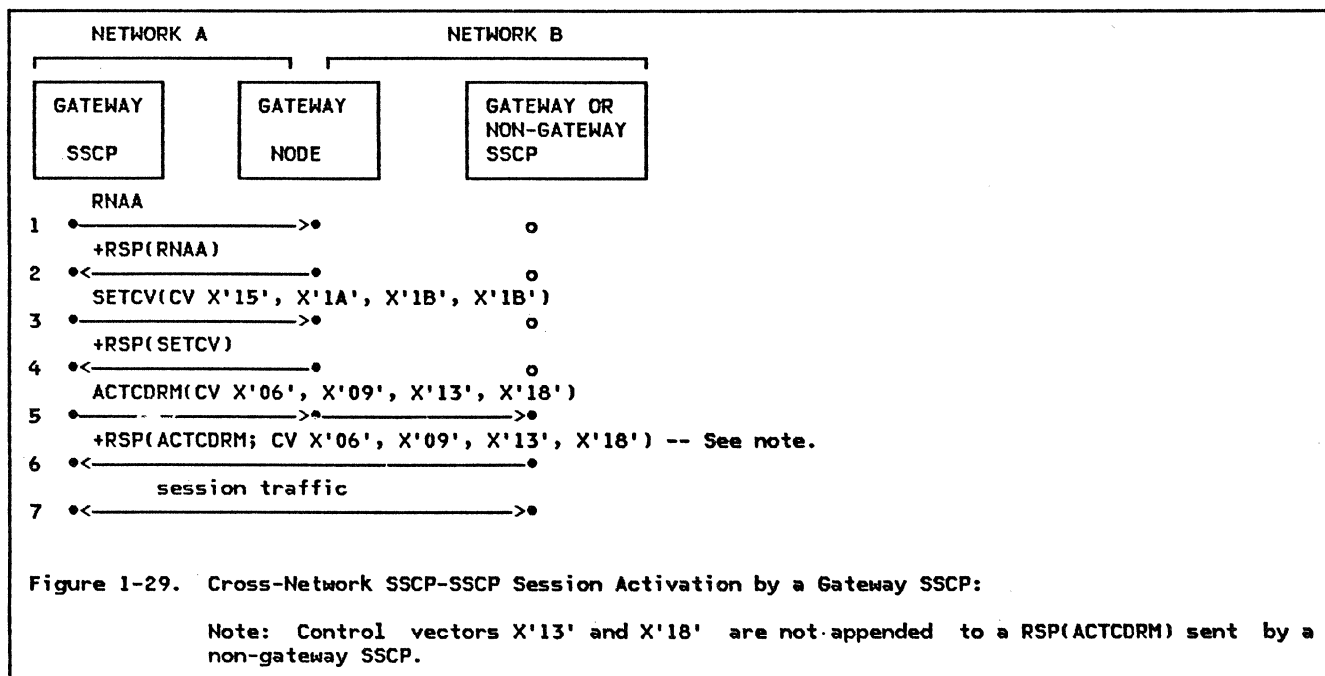 NETWORK A NETWORK B
GATEWAY GATEWAY GATEWAY OR
NON-GATEWAY
SSCP NODE SSCP
RNAA
1
+RSP(RNAA)
2
SETCV(CV X'15', X'1A', X'1B', X'1B')
3
+RSP(SETCV)
4
ACTCDRM(CV X'06', X'09', X'13', X'18')
5
+RSP(ACTCDRM; CV X'06', X'09', X'13', X'18') -- See note.
6
session traffic
7
Figure 1-29. Cross-Network SSCP-SSCP Session Activation by a Gateway SSCP:
Note: Control vectors X'13' and X'18' are not appended to a RSP(ACTCDRM) sent by a
non-gateway SSCP.